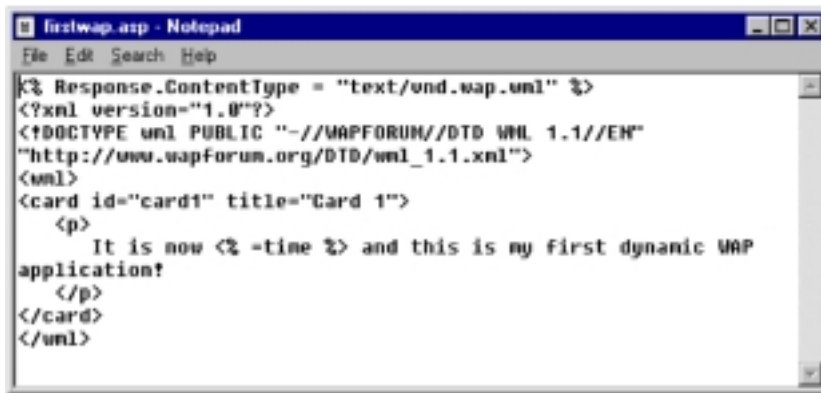 firstwap.asp - Notepad
File Edit Search Help
<% Response.ContentType = "text/vnd.wap.wml" %>
<?xml version="1.0"?>
<!DOCTYPE wml PUBLIC "-//WAPFORUM//DTD WML 1.1//EN"
"http://www.wapforum.org/DTD/wml_1.1.xml">
<wml>
<card id="card1" title="Card 1">
<p>
It is now <% =time %> and this is my first dynamic WAP
application!
</p>
</card>
</wml>